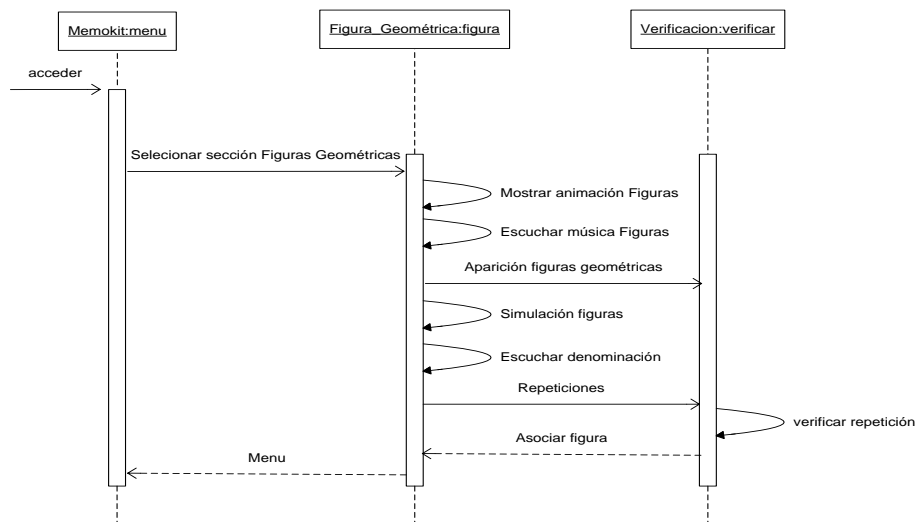 Memokit:menu
Figura_Geométrica:figura
Verificacion:verificar
acceder
Selecionar sección Figuras Geométricas
Mostrar animación Figuras
Escuchar música Figuras
Aparición figuras geométricas
Simulación figuras
Escuchar denominación
Repeticiones
verificar repetición
Asociar figura
Menu